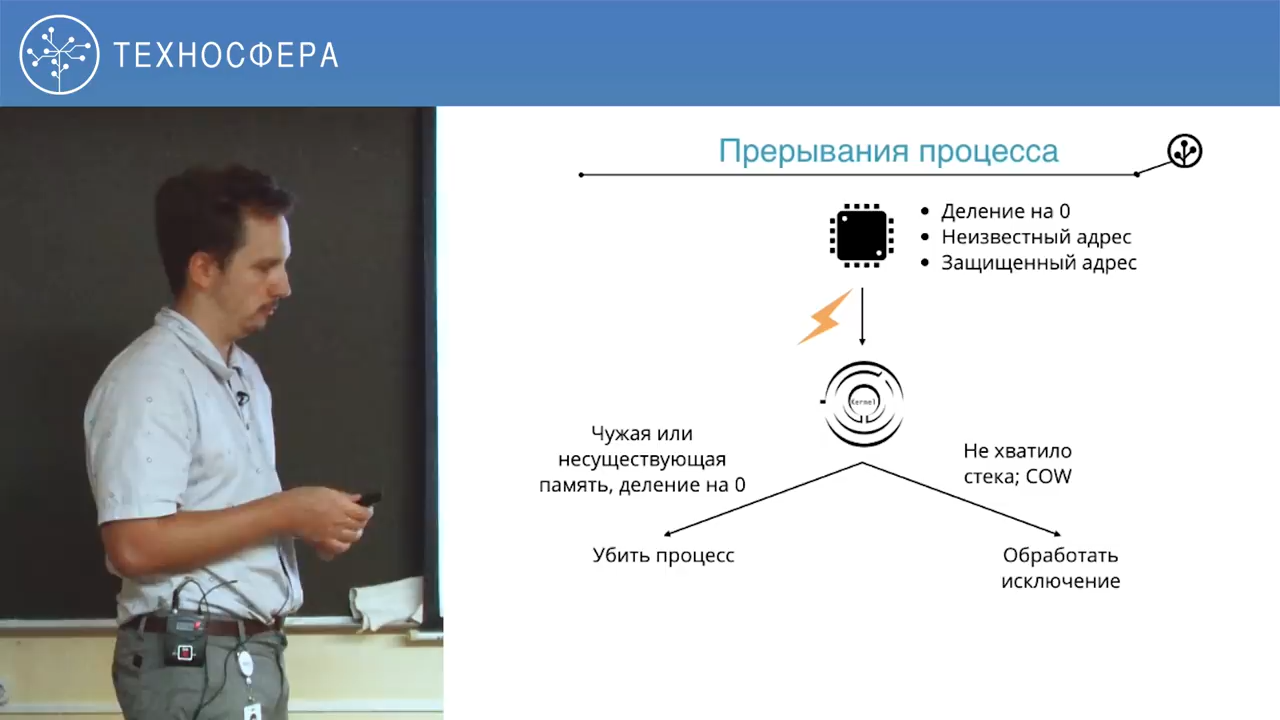 ТЕХНОСФЕРА
Прерывания процесса
Деление на 0
Неизвестный адрес
Защищенный адрес
Kernel
Чужая или
несуществующая
память, деление на 0
Не хватило
стека; COW
Убить процесс
Обработать
исключение